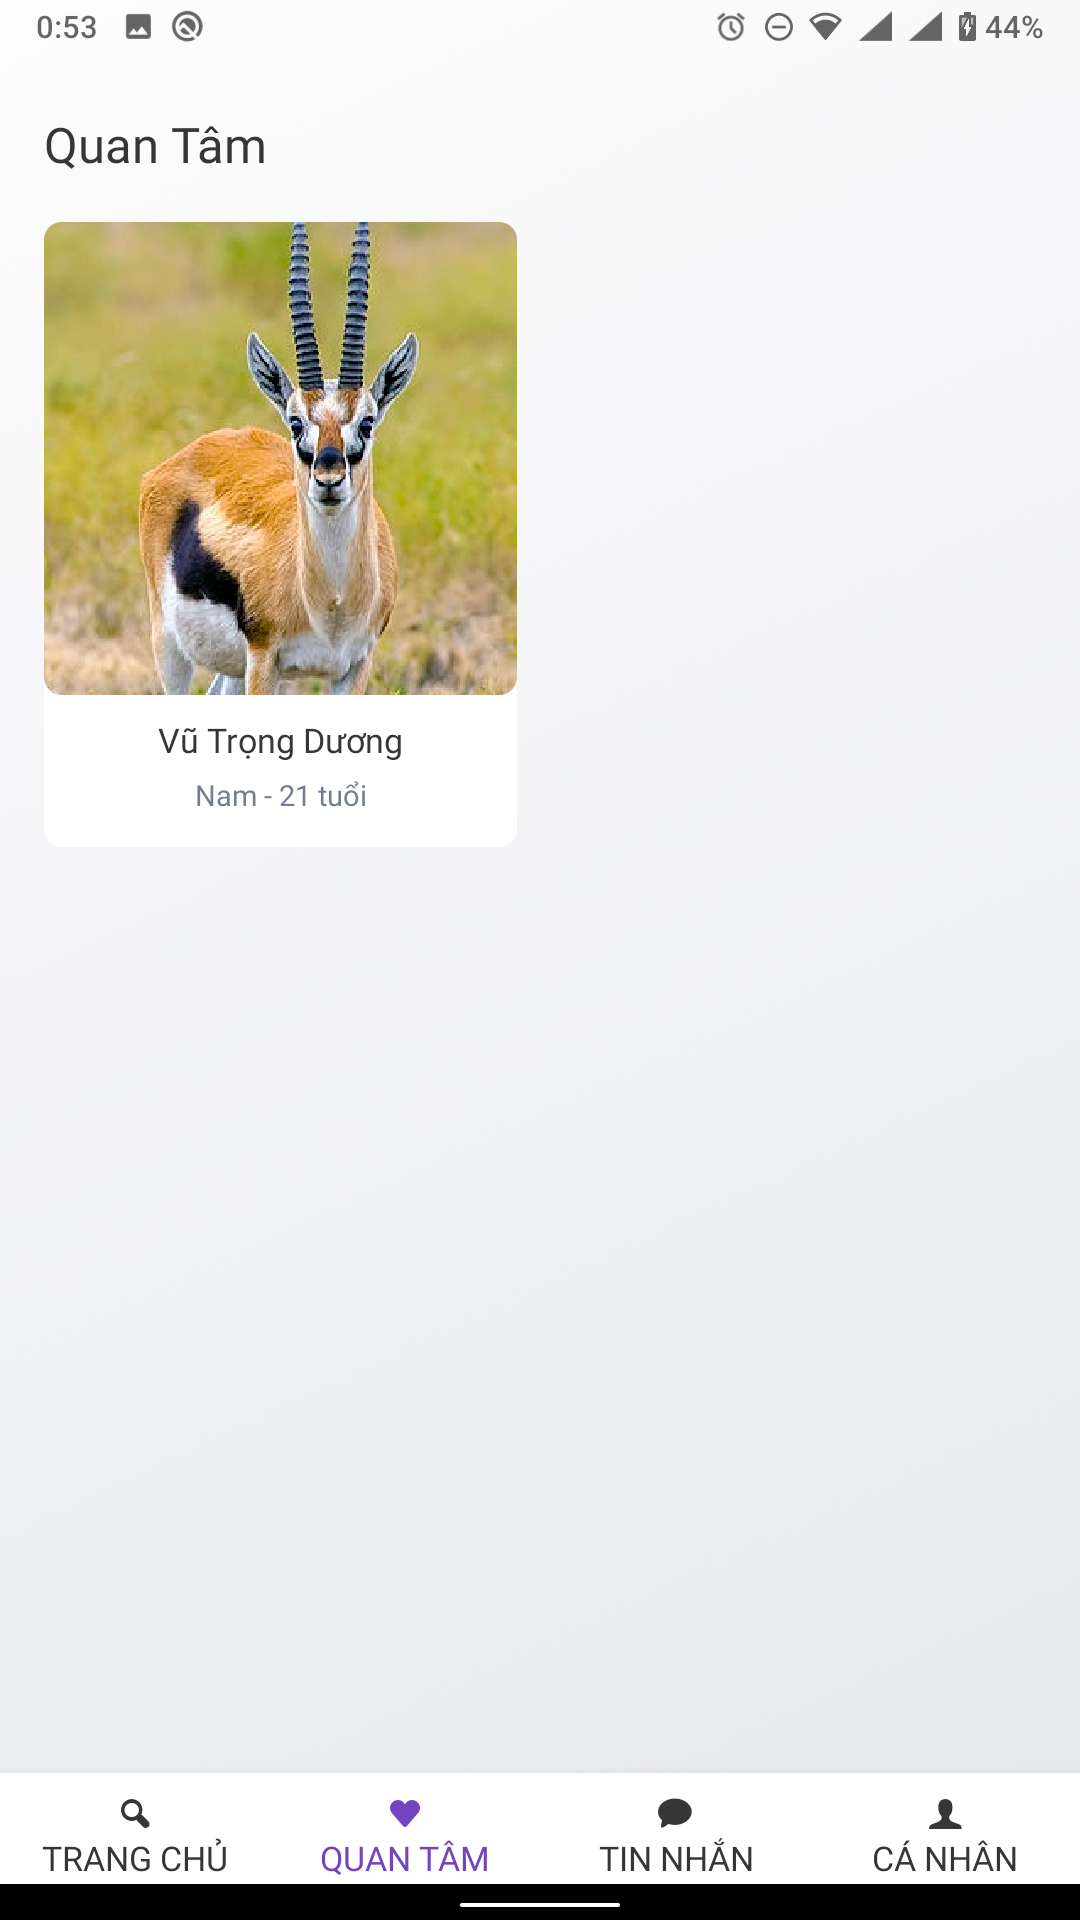 0:53
44%
Quan Tâm
Vũ Trọng Dương
Nam - 21 tuổi
TRANG CHỦ
QUAN TÂM
TIN NHẮN
CÁ NHÂN